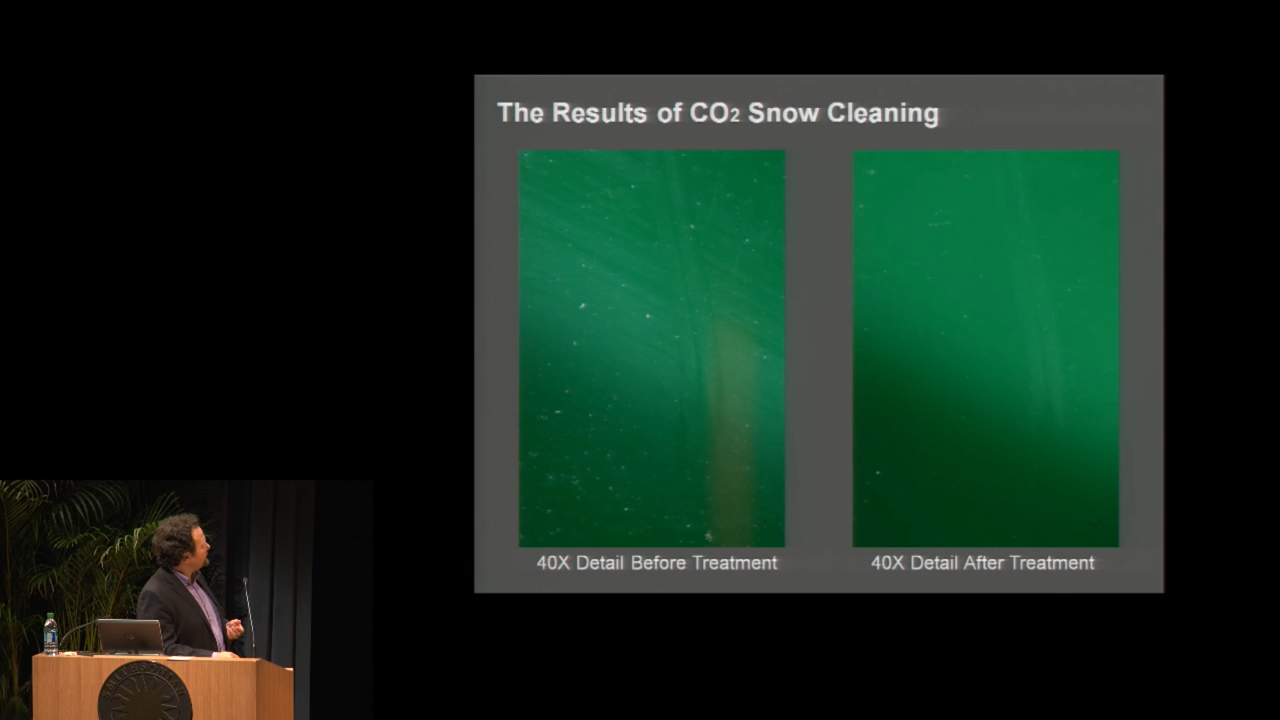 The Results of CO₂ Snow Cleaning
40X Detail Before Treatment
40X Detail After Treatment